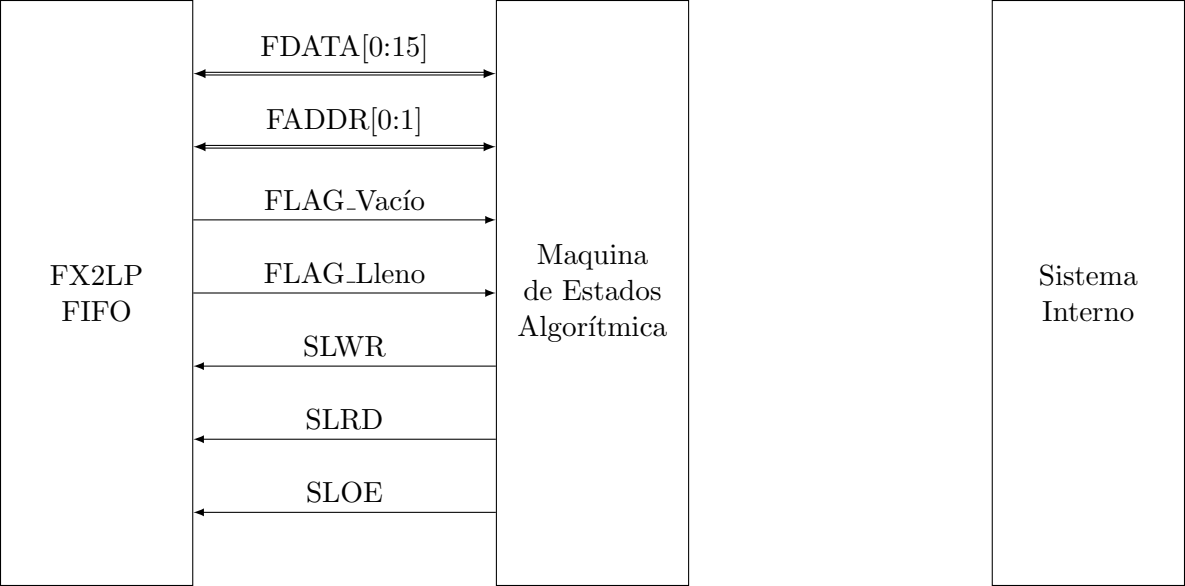 FDATA[0:15]
FADDR[0:1]
FLAG_Vacío
FLAG_Lleno
SLWR
SLRD
SLOE
FX2LP
FIFO
Maquina
de Estados
Algorítmica
Sistema
Interno